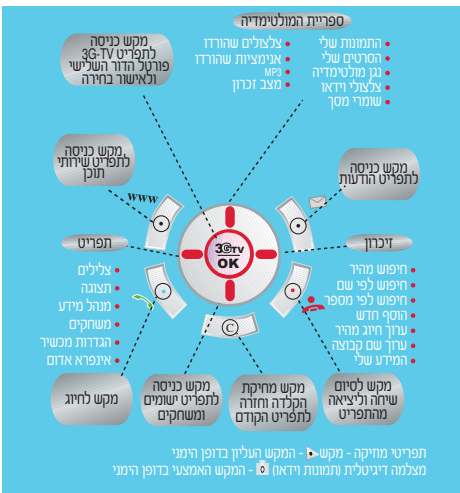 ספריית המולטימדיה
• התמונות שלי
• הסרטים שלי
• נגן מולטימדיה
• צלצולי וידאו
• שומרי מסך
• צלצולים שהורדו
• אנימציות שהורדו
• MP3
• מצב זכרון
מקש כניסה
לתפריט 3G-TV
פורטל הדור השלישי
ולאישור בחירה
מקש כניסה
לתפריט הודעות
מקש כניסה
לתפריט שירותי
תוכן
www
3GTV
OK
C
זיכרון
• חיפוש מהיר
• חיפוש לפי שם
• חיפוש לפי מספר
• הוסף חדש
• ערוך חיוג מהיר
• ערוך שם קבוצה
• המידע שלי
תפריט
• צלילים
• תצוגה
• מנהל מידע
• משחקים
• הגדרות מכשיר
• אינפרא אדום
מקש לסיום
שיחה וליציאה
מהתפריט
מקש מחיקת
הקלדה וחזרה
לתפריט הקודם
מקש כניסה
לתפריט ישומים
ומשחקים
מקש לחיוג
תפריטי מוזיקה - מקש - המקש העליון בדופן הימני
מצלמה דיגיטלית (תמונות וידאו) - המקש האמצעי בדופן הימני